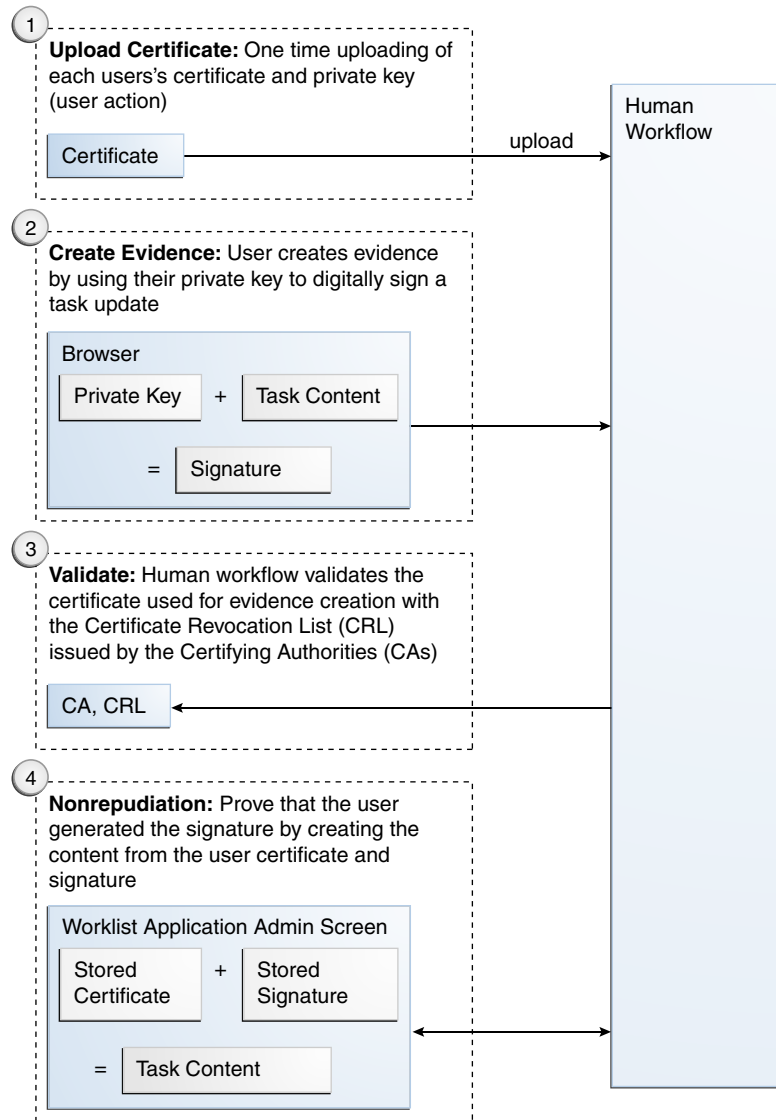 1
Upload Certificate: One time uploading of
each users's certificate and private key
(user action)
Certificate
upload
Human
Workflow
2
Create Evidence: User creates evidence
by using their private key to digitally sign a
task update
Browser
Private Key + Task Content
= Signature
3
Validate: Human workflow validates the
certificate used for evidence creation with
the Certificate Revocation List (CRL)
issued by the Certifying Authorities (CAs)
CA, CRL
4
Nonrepudiation: Prove that the user
generated the signature by creating the
content from the user certificate and
signature
Worklist Application Admin Screen
Stored
Certificate
+
Stored
Signature
= Task Content